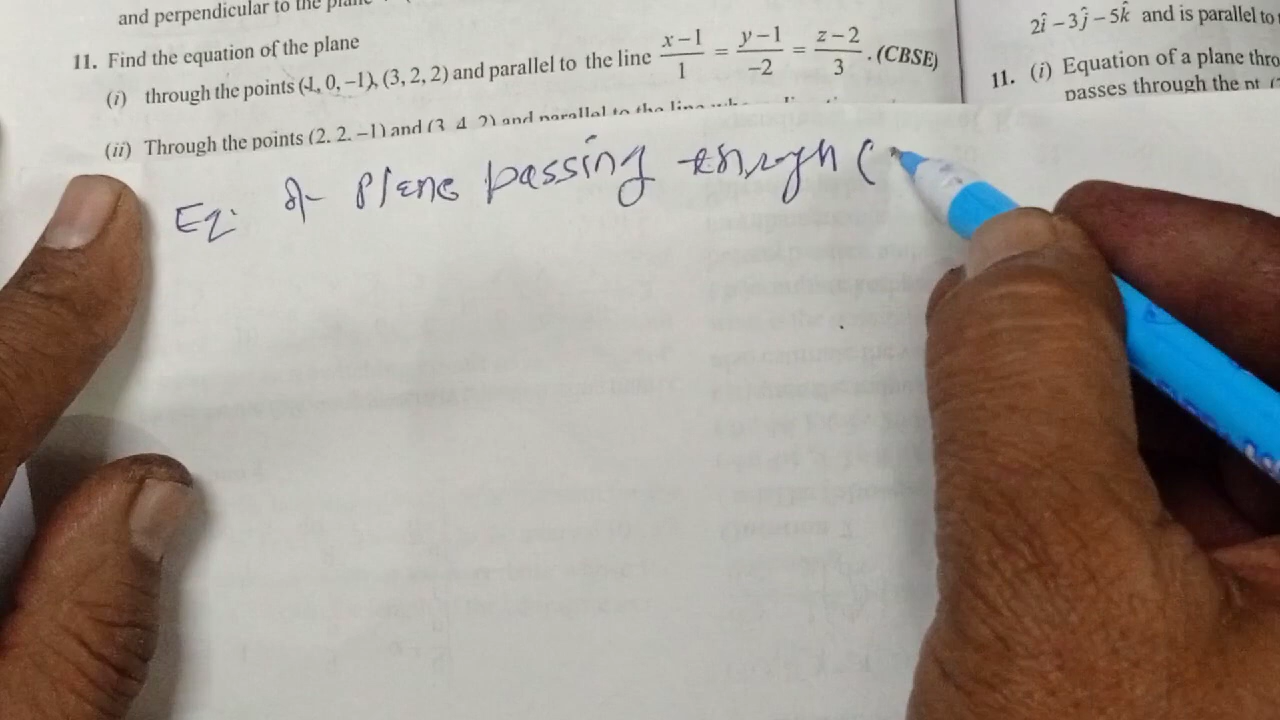 and perpendicular to the plane
11. Find the equation of the plane
(i) through the points (1, 0, −1), (3, 2, 2) and parallel to the line x−1/1 = y−1/−2 = z−2/3 . (CBSE)
(ii) Through the points (2. 2. −1) and (3 4 2) and parallel to the line
Eq. of Plane passing through (
2î − 3ĵ − 5k̂ and is parallel to
11. (i) Equation of a plane thro
passes through the pt